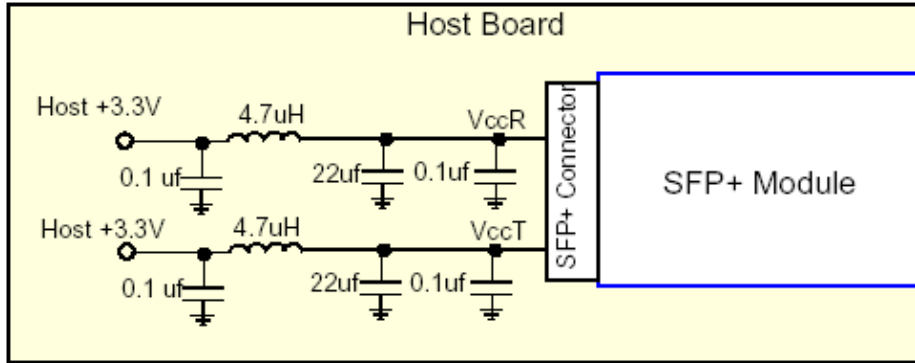 Host Board
Host +3.3V
4.7uH
VccR
0.1 uf
22uf
0.1uf
SFP+ Connector
SFP+ Module
Host +3.3V
4.7uH
VccT
0.1 uf
22uf
0.1uf